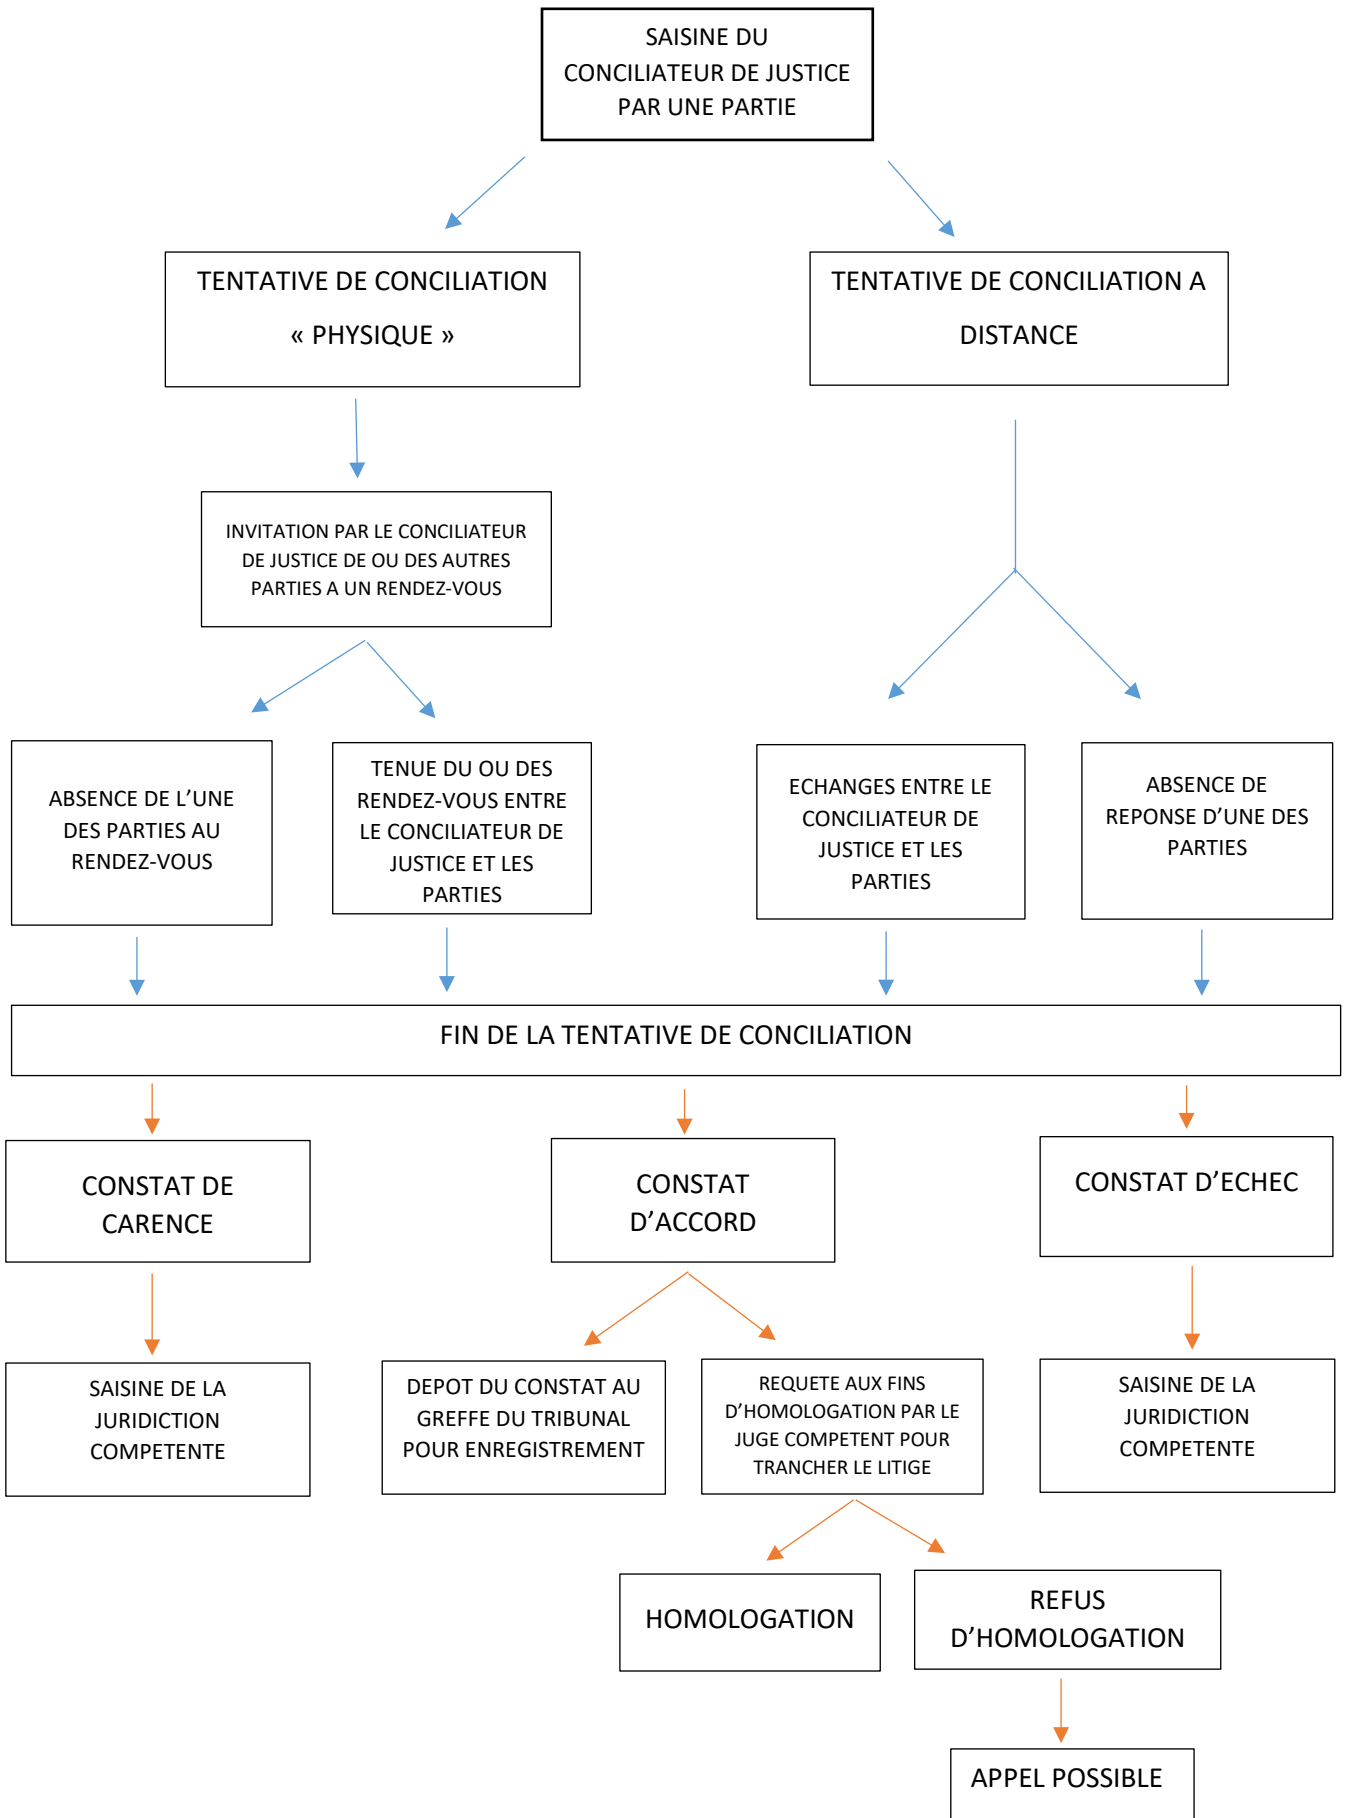 SAISINE DU
CONCILIATEUR DE JUSTICE
PAR UNE PARTIE
TENTATIVE DE CONCILIATION
« PHYSIQUE »
TENTATIVE DE CONCILIATION A
DISTANCE
INVITATION PAR LE CONCILIATEUR
DE JUSTICE DE OU DES AUTRES
PARTIES A UN RENDEZ-VOUS
ABSENCE DE L’UNE
DES PARTIES AU
RENDEZ-VOUS
TENUE DU OU DES
RENDEZ-VOUS ENTRE
LE CONCILIATEUR DE
JUSTICE ET LES
PARTIES
ECHANGES ENTRE LE
CONCILIATEUR DE
JUSTICE ET LES
PARTIES
ABSENCE DE
REPONSE D’UNE DES
PARTIES
FIN DE LA TENTATIVE DE CONCILIATION
CONSTAT DE
CARENCE
CONSTAT
D’ACCORD
CONSTAT D’ECHEC
SAISINE DE LA
JURIDICTION
COMPETENTE
DEPOT DU CONSTAT AU
GREFFE DU TRIBUNAL
POUR ENREGISTREMENT
REQUETE AUX FINS
D’HOMOLOGATION PAR LE
JUGE COMPETENT POUR
TRANCHER LE LITIGE
SAISINE DE LA
JURIDICTION
COMPETENTE
HOMOLOGATION
REFUS
D’HOMOLOGATION
APPEL POSSIBLE